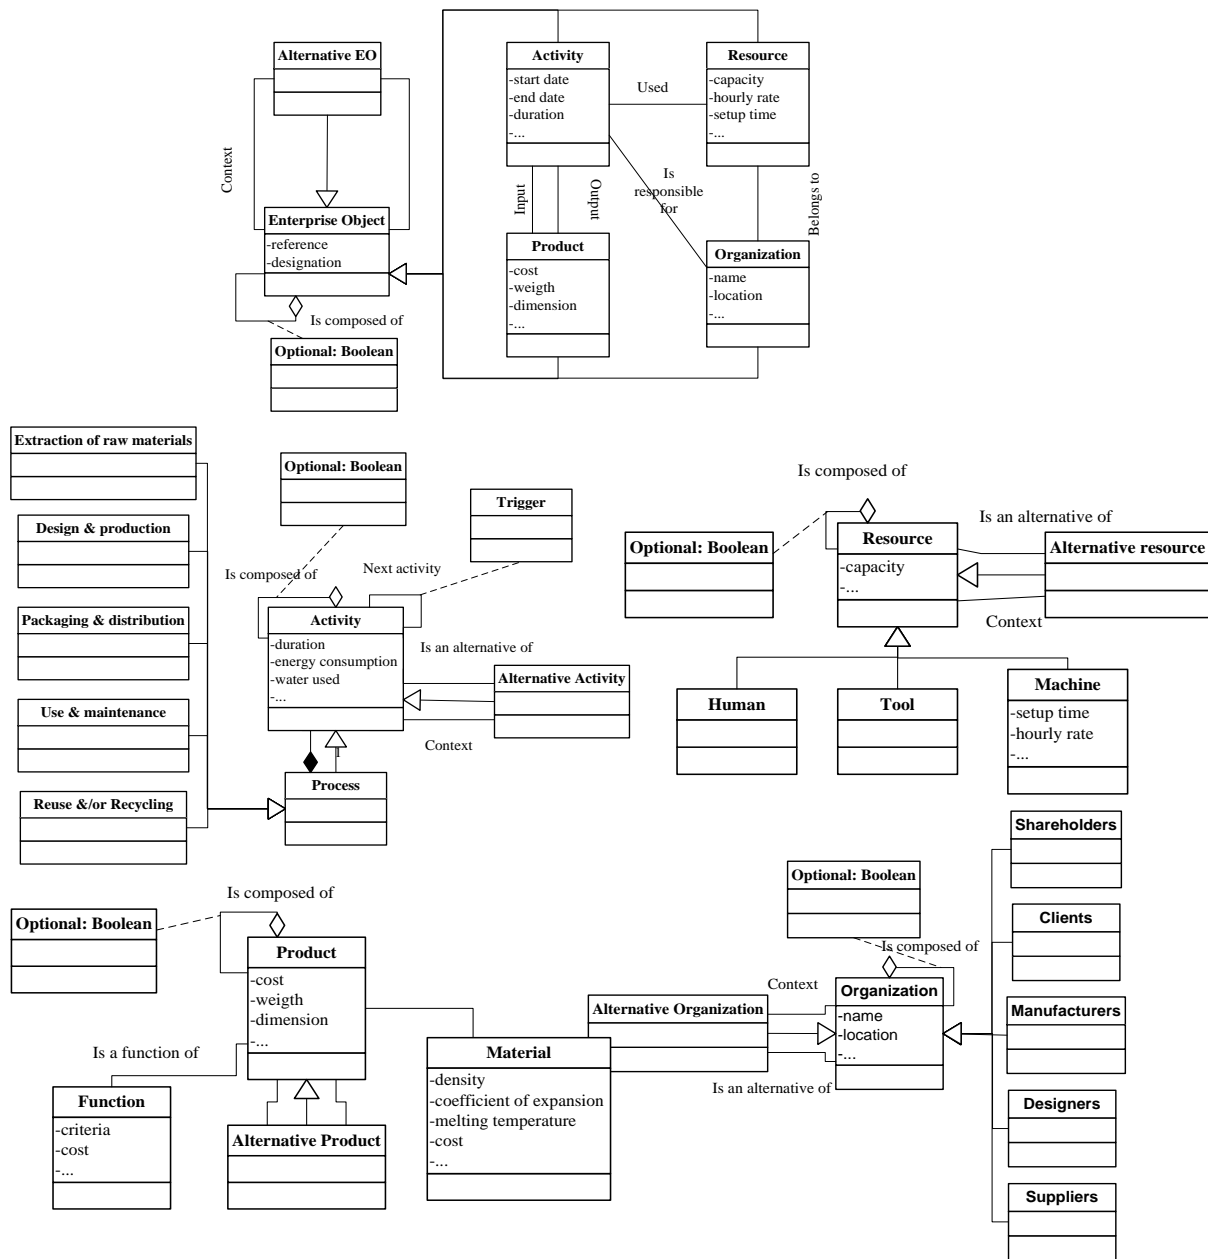 Alternative EO
Activity
-start date
-end date
-duration
-...
Resource
-capacity
-hourly rate
-setup time
-...
Used
Context
Input
Output
Is
responsible
for
Belongs to
Enterprise Object
-reference
-designation
Product
-cost
-weigth
-dimension
-...
Organization
-name
-location
-...
Is composed of
Optional: Boolean
Extraction of raw materials
Design & production
Packaging & distribution
Use & maintenance
Reuse &/or Recycling
Optional: Boolean
Trigger
Is composed of
Next activity
Activity
-duration
-energy consumption
-water used
-...
Is an alternative of
Alternative Activity
Context
1
Process
Is composed of
Optional: Boolean
Resource
-capacity
-...
Is an alternative of
Alternative resource
Context
Human
Tool
Machine
-setup time
-hourly rate
-...
Is composed of
Optional: Boolean
Product
-cost
-weigth
-dimension
-...
Is a function of
Function
-criteria
-cost
-...
Alternative Product
Material
-density
-coefficient of expansion
-melting temperature
-cost
-...
Optional: Boolean
Is composed of
Context
Alternative Organization
Organization
-name
-location
-...
Is an alternative of
Shareholders
Clients
Manufacturers
Designers
Suppliers